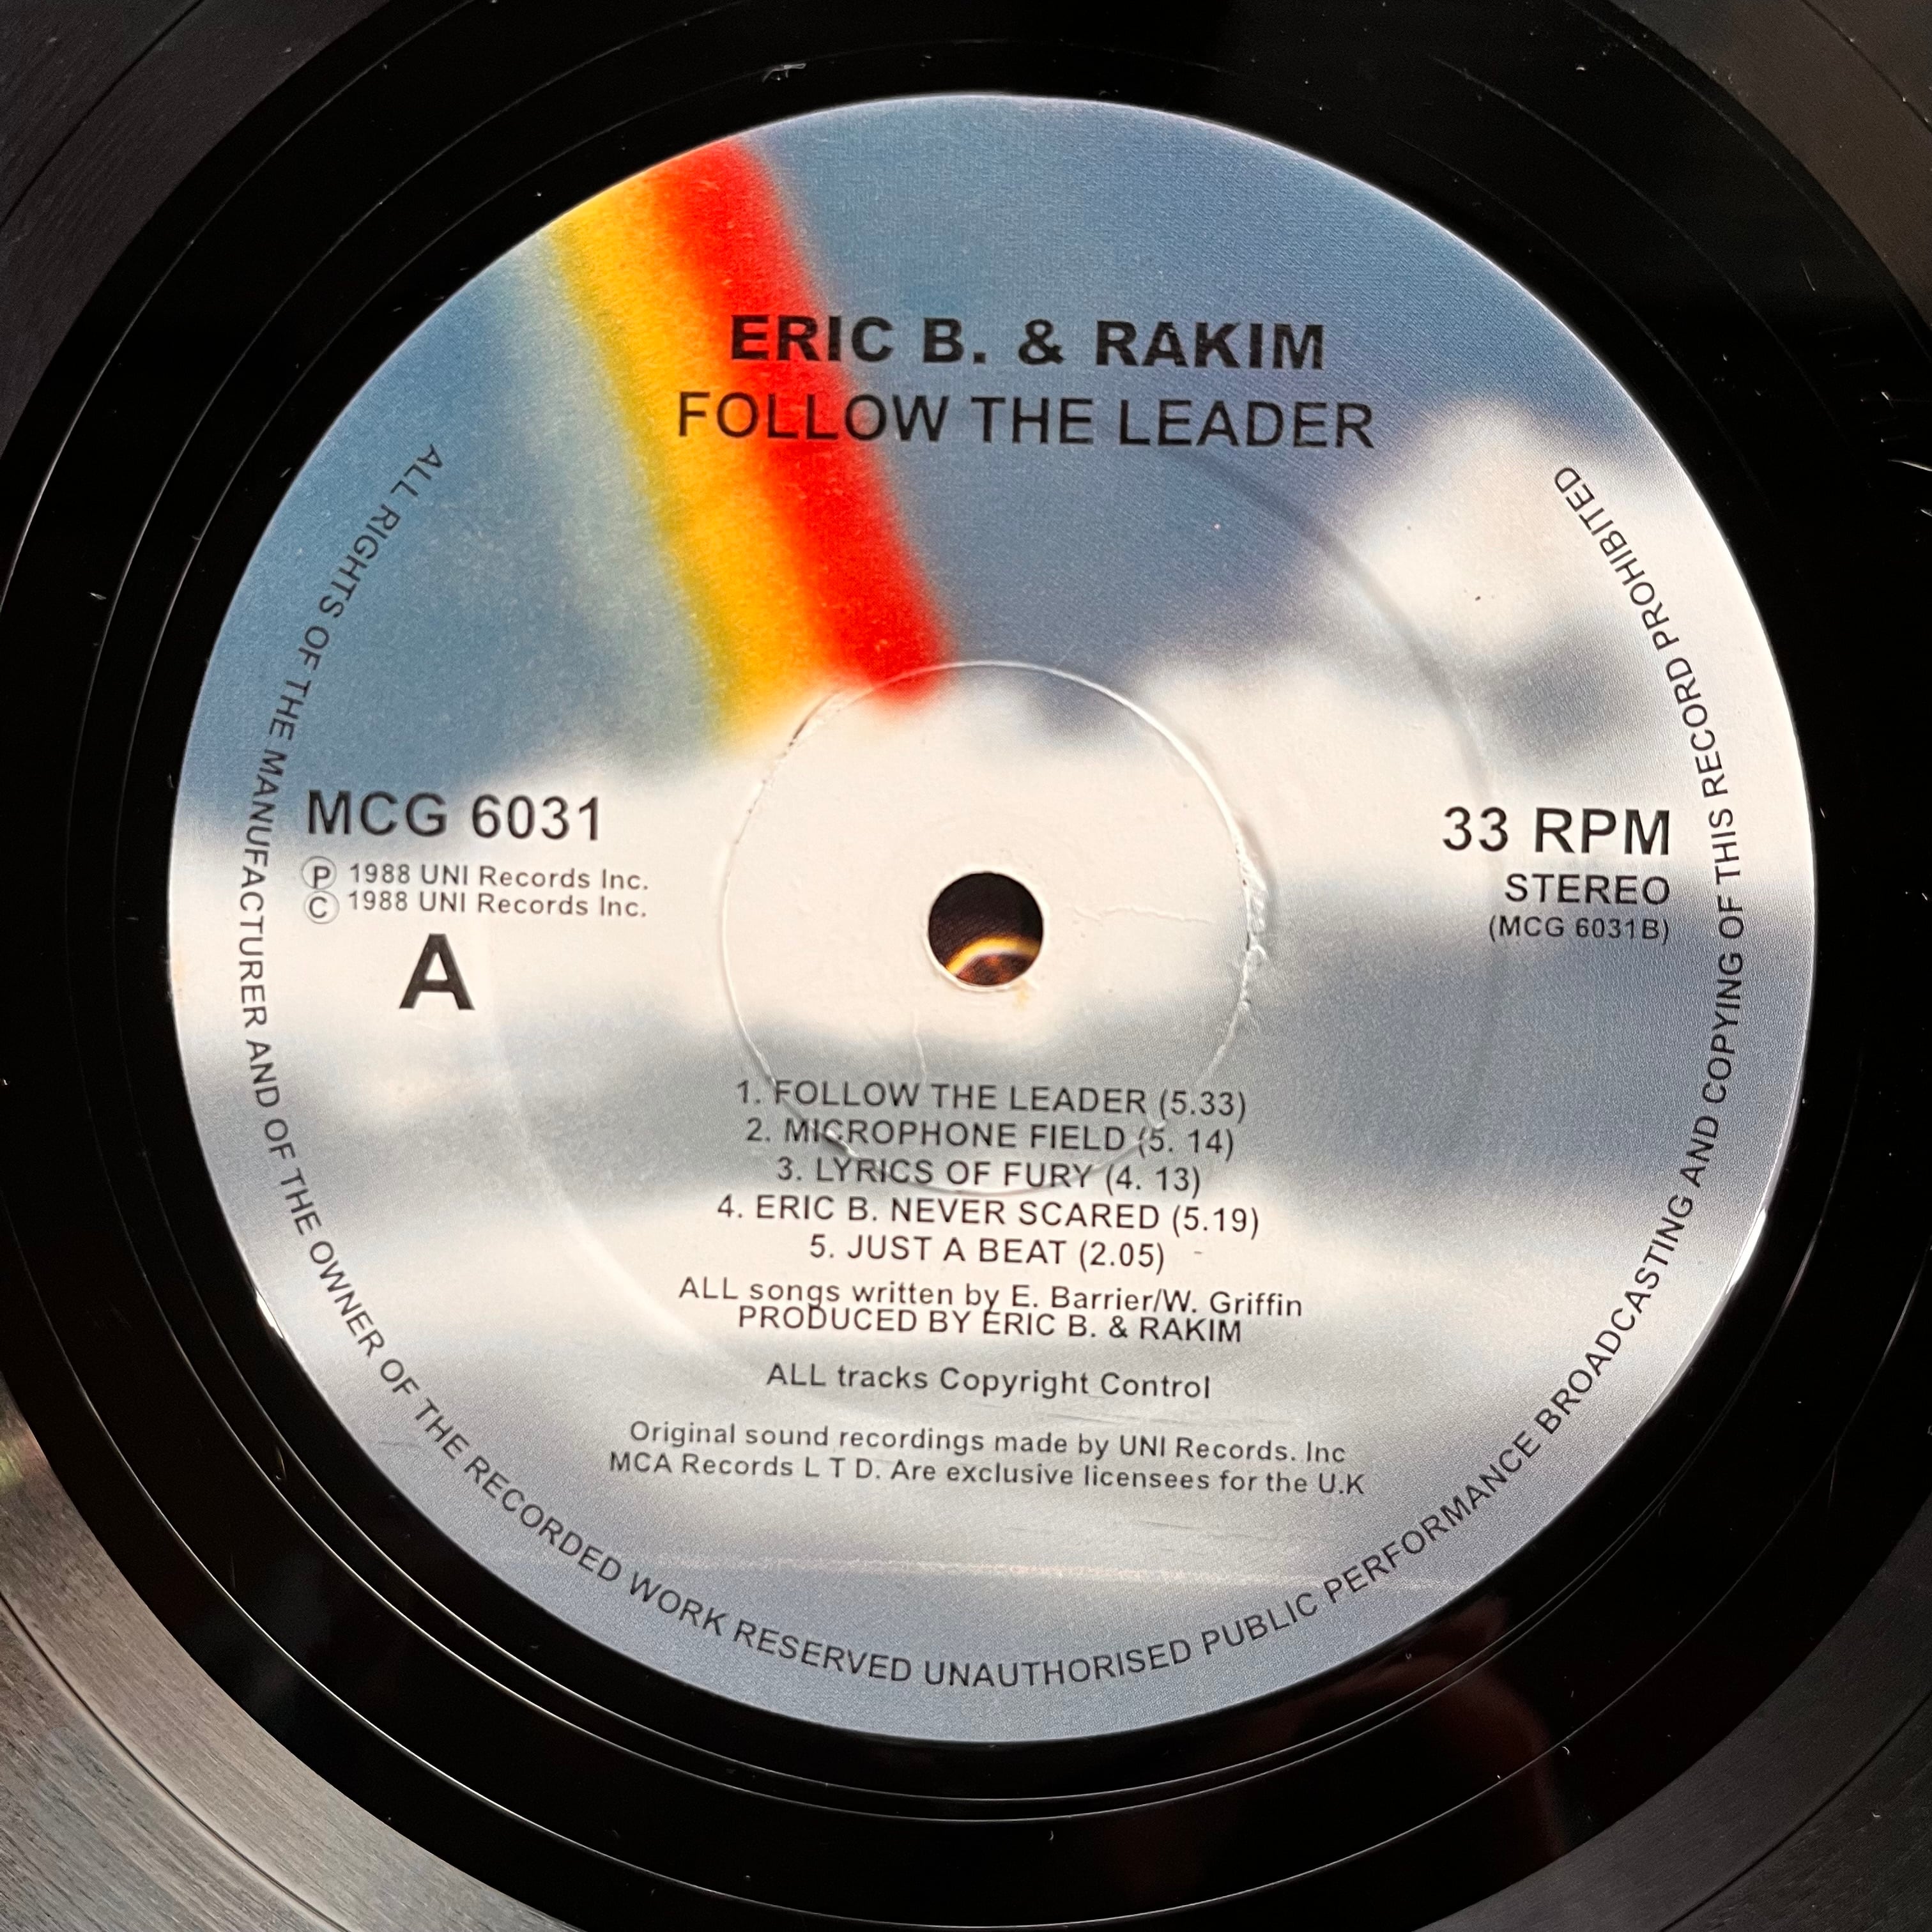 ERIC B. & RAKIM
FOLLOW THE LEADER
MCG 6031
Ⓟ 1988 UNI Records Inc.
Ⓒ 1988 UNI Records Inc.
A
33 RPM
STEREO
(MCG 6031B)
1. FOLLOW THE LEADER (5.33)
2. MICROPHONE FIELD (5. 14)
3. LYRICS OF FURY (4. 13)
4. ERIC B. NEVER SCARED (5.19)
5. JUST A BEAT (2.05)
ALL songs written by E. Barrier/W. Griffin
PRODUCED BY ERIC B. & RAKIM
ALL tracks Copyright Control
Original sound recordings made by UNI Records. Inc
MCA Records L T D. Are exclusive licensees for the U.K
ALL RIGHTS OF THE MANUFACTURER AND OF THE OWNER OF THE RECORDED WORK RESERVED UNAUTHORISED PUBLIC PERFORMANCE BROADCASTING AND COPYING OF THIS RECORD PROHIBITED